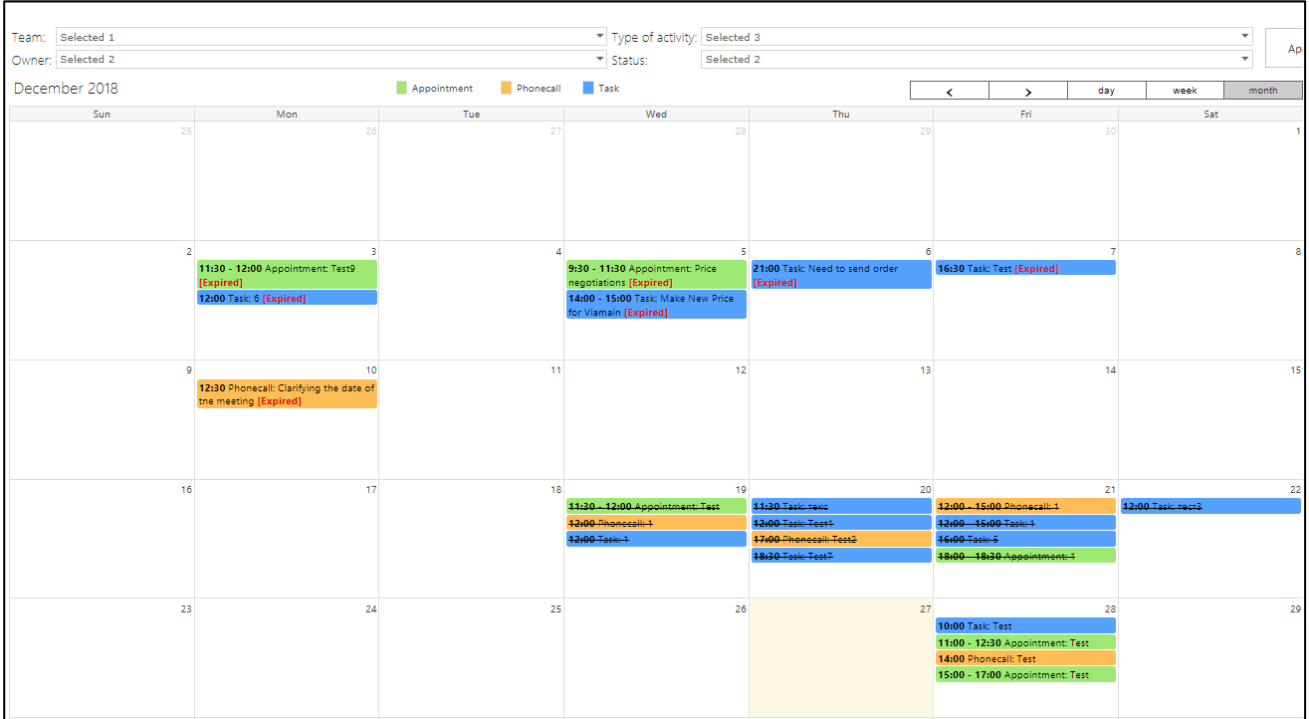 Team: Selected 1 Type of activity: Selected 3
Owner: Selected 2 Status: Selected 2
Ap
December 2018 Appointment Phonecall Task < > day week month
Sun Mon Tue Wed Thu Fri Sat
25 26 27 28 29 30 1
2 3 4 5 6 7 8
11:30 - 12:00 Appointment: Test9
[Expired]
12:00 Task: 6 [Expired]
9:30 - 11:30 Appointment: Price
negotiations [Expired]
14:00 - 15:00 Task: Make New Price
for Viamain [Expired]
21:00 Task: Need to send order
[Expired]
16:30 Task: Test [Expired]
9 10 11 12 13 14 15
12:30 Phonecall: Clarifying the date of
tne meeting [Expired]
16 17 18 19 20 21 22
11:30 - 12:00 Appointment: Test
12:00 Phonecall: 1
12:00 Task: 1
11:30 Task: текс
12:00 Task: Тест1
17:00 Phonecall: Test2
18:30 Task: Test7
12:00 - 15:00 Phonecall: 1
12:00 - 15:00 Task: 1
16:00 Task: 5
18:00 - 18:30 Appointment: 1
12:00 Task: тест3
23 24 25 26 27 28 29
10:00 Task: Test
11:00 - 12:30 Appointment: Test
14:00 Phonecall: Test
15:00 - 17:00 Appointment: Test